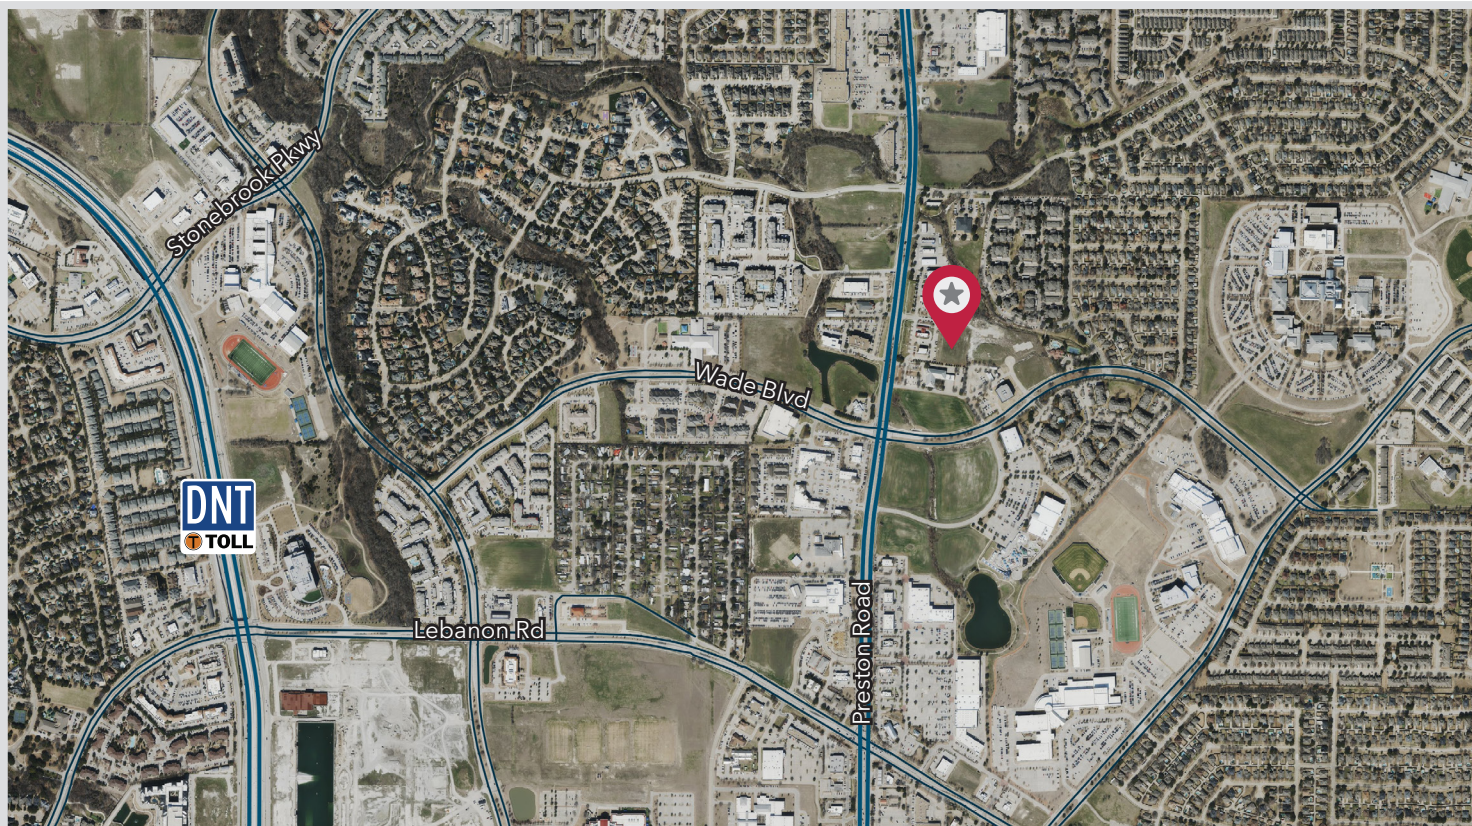 Stonebrook Pkwy
Wade Blvd
DNT
T TOLL
Lebanon Rd
Preston Road